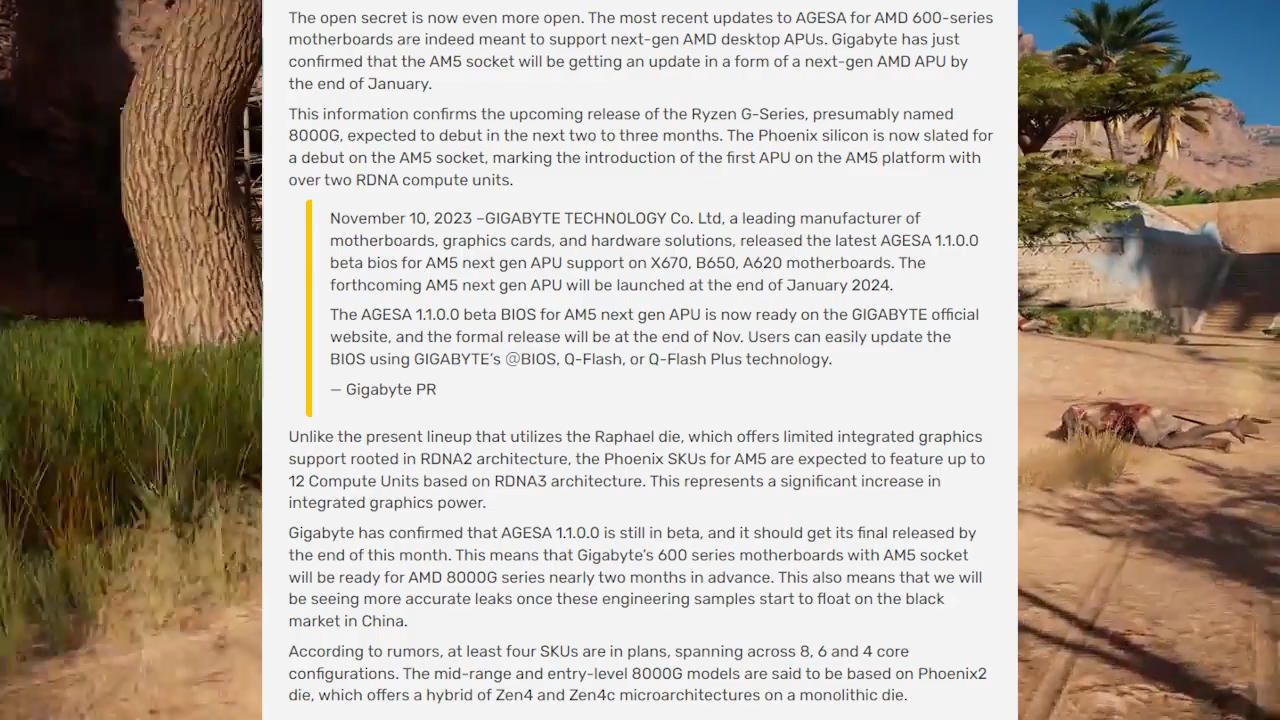 The open secret is now even more open. The most recent updates to AGESA for AMD 600-series
motherboards are indeed meant to support next-gen AMD desktop APUs. Gigabyte has just
confirmed that the AM5 socket will be getting an update in a form of a next-gen AMD APU by
the end of January.
This information confirms the upcoming release of the Ryzen G-Series, presumably named
8000G, expected to debut in the next two to three months. The Phoenix silicon is now slated for
a debut on the AM5 socket, marking the introduction of the first APU on the AM5 platform with
over two RDNA compute units.
November 10, 2023 –GIGABYTE TECHNOLOGY Co. Ltd, a leading manufacturer of
motherboards, graphics cards, and hardware solutions, released the latest AGESA 1.1.0.0
beta bios for AM5 next gen APU support on X670, B650, A620 motherboards. The
forthcoming AM5 next gen APU will be launched at the end of January 2024.
The AGESA 1.1.0.0 beta BIOS for AM5 next gen APU is now ready on the GIGABYTE official
website, and the formal release will be at the end of Nov. Users can easily update the
BIOS using GIGABYTE's @BIOS, Q-Flash, or Q-Flash Plus technology.
— Gigabyte PR
Unlike the present lineup that utilizes the Raphael die, which offers limited integrated graphics
support rooted in RDNA2 architecture, the Phoenix SKUs for AM5 are expected to feature up to
12 Compute Units based on RDNA3 architecture. This represents a significant increase in
integrated graphics power.
Gigabyte has confirmed that AGESA 1.1.0.0 is still in beta, and it should get its final released by
the end of this month. This means that Gigabyte's 600 series motherboards with AM5 socket
will be ready for AMD 8000G series nearly two months in advance. This also means that we will
be seeing more accurate leaks once these engineering samples start to float on the black
market in China.
According to rumors, at least four SKUs are in plans, spanning across 8, 6 and 4 core
configurations. The mid-range and entry-level 8000G models are said to be based on Phoenix2
die, which offers a hybrid of Zen4 and Zen4c microarchitectures on a monolithic die.